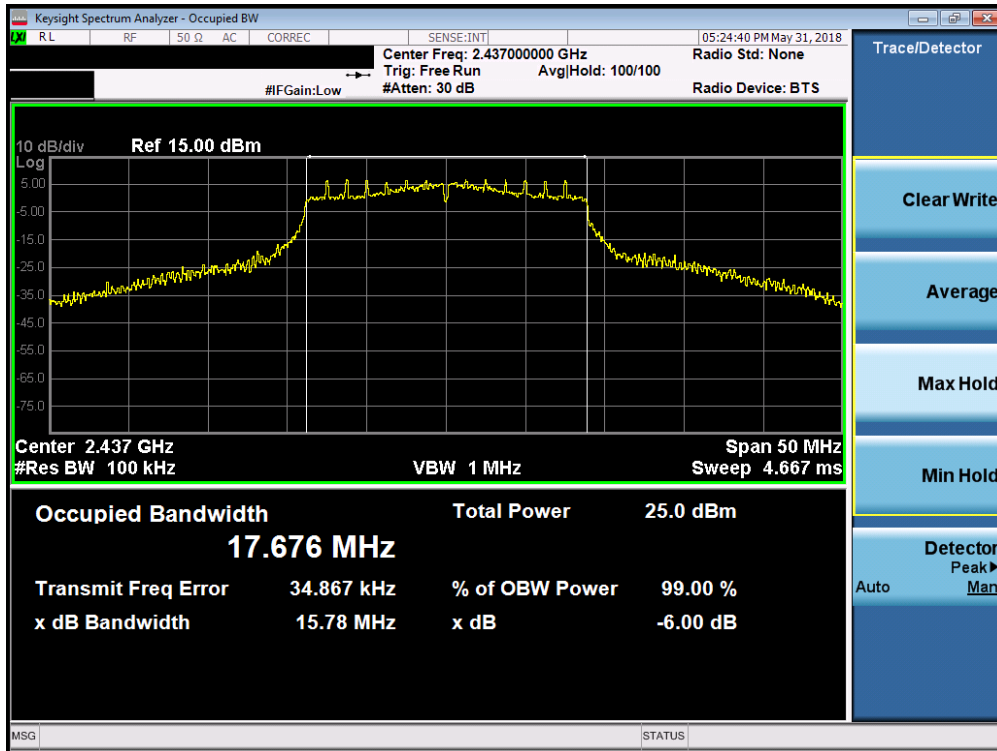 Keysight Spectrum Analyzer - Occupied BW
LXI RL RF 50 Ω AC CORREC SENSE:INT 05:24:40 PM May 31, 2018
Center Freq: 2.437000000 GHz Radio Std: None
Trig: Free Run Avg|Hold: 100/100
#IFGain:Low #Atten: 30 dB Radio Device: BTS
10 dB/div Ref 15.00 dBm
Log
5.00
-5.00
-15.0
-25.0
-35.0
-45.0
-55.0
-65.0
-75.0
Center 2.437 GHz Span 50 MHz
#Res BW 100 kHz VBW 1 MHz Sweep 4.667 ms
Occupied Bandwidth Total Power 25.0 dBm
17.676 MHz
Transmit Freq Error 34.867 kHz % of OBW Power 99.00 %
x dB Bandwidth 15.78 MHz x dB -6.00 dB
MSG STATUS
Trace/Detector
Clear Write
Average
Max Hold
Min Hold
Detector
Peak▶
Auto Man